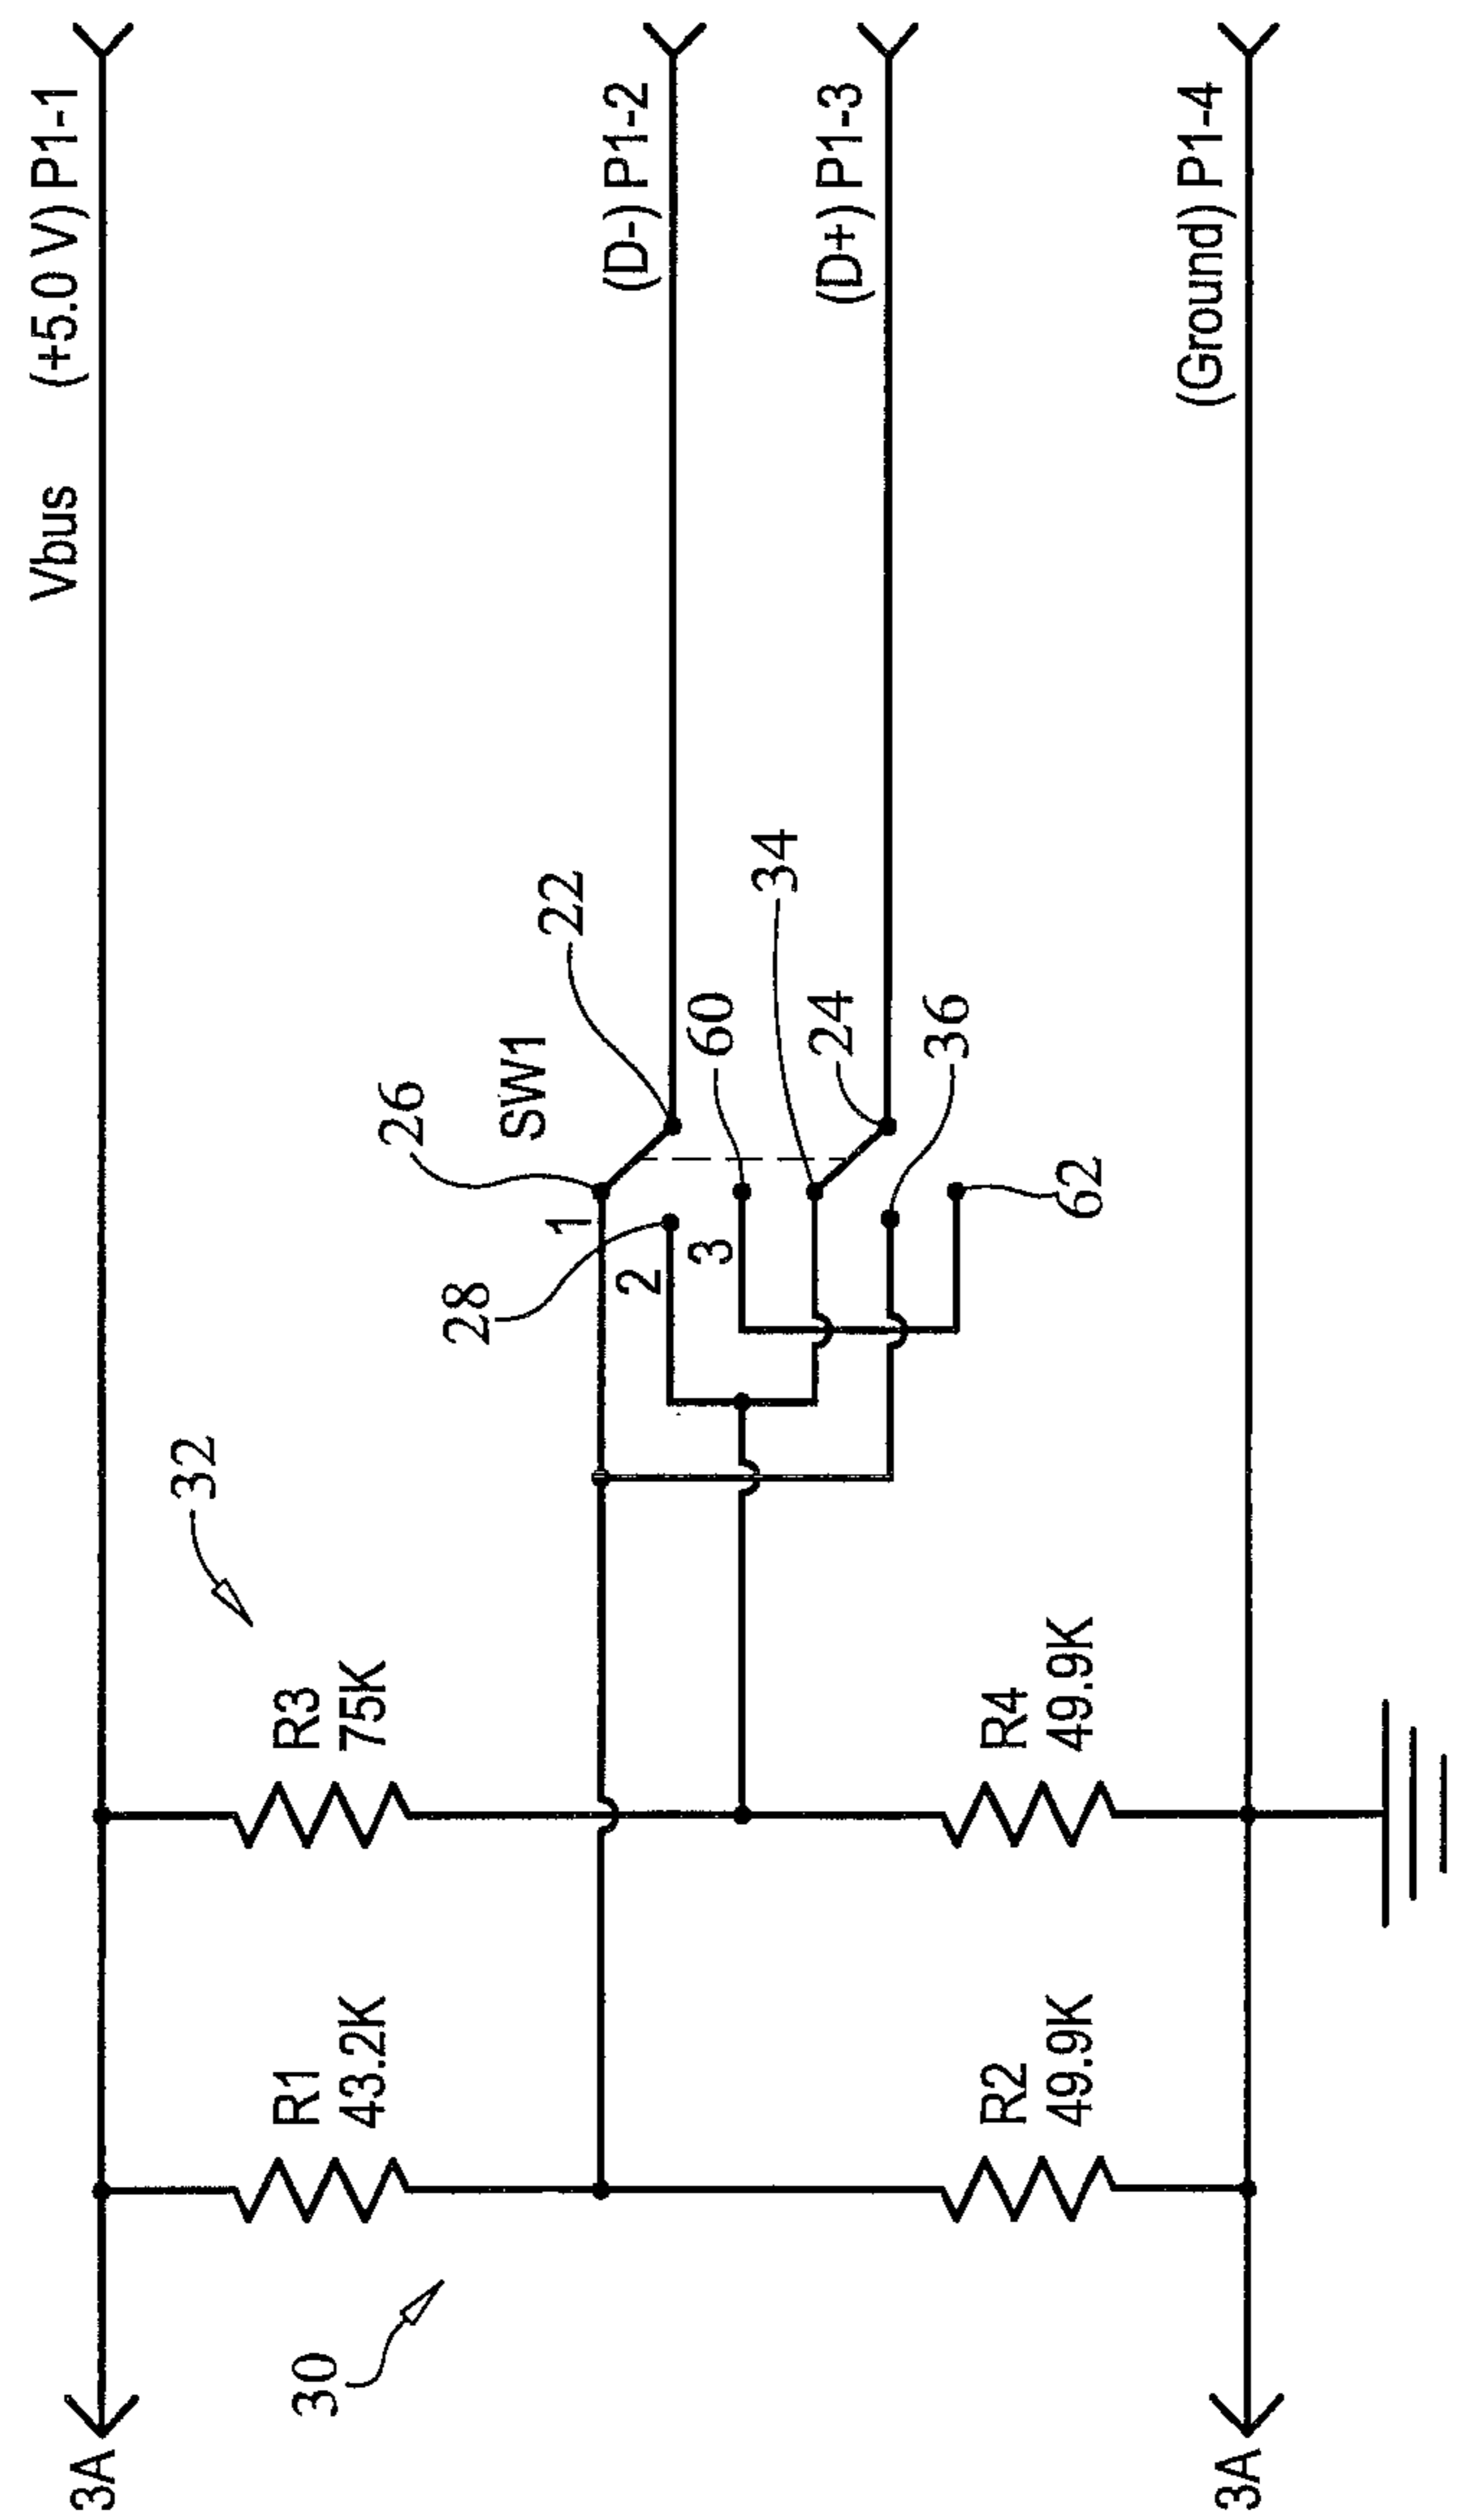 Vbus (+5.0 V) P1-1
(D-) P1-2
(D+) P1-3
(Ground) P1-4
3A
3A
30
32
R1
43.2K
R3
75K
R2
49.9K
R4
49.9K
SW1
26
22
28
1
2
3
60
34
24
36
62